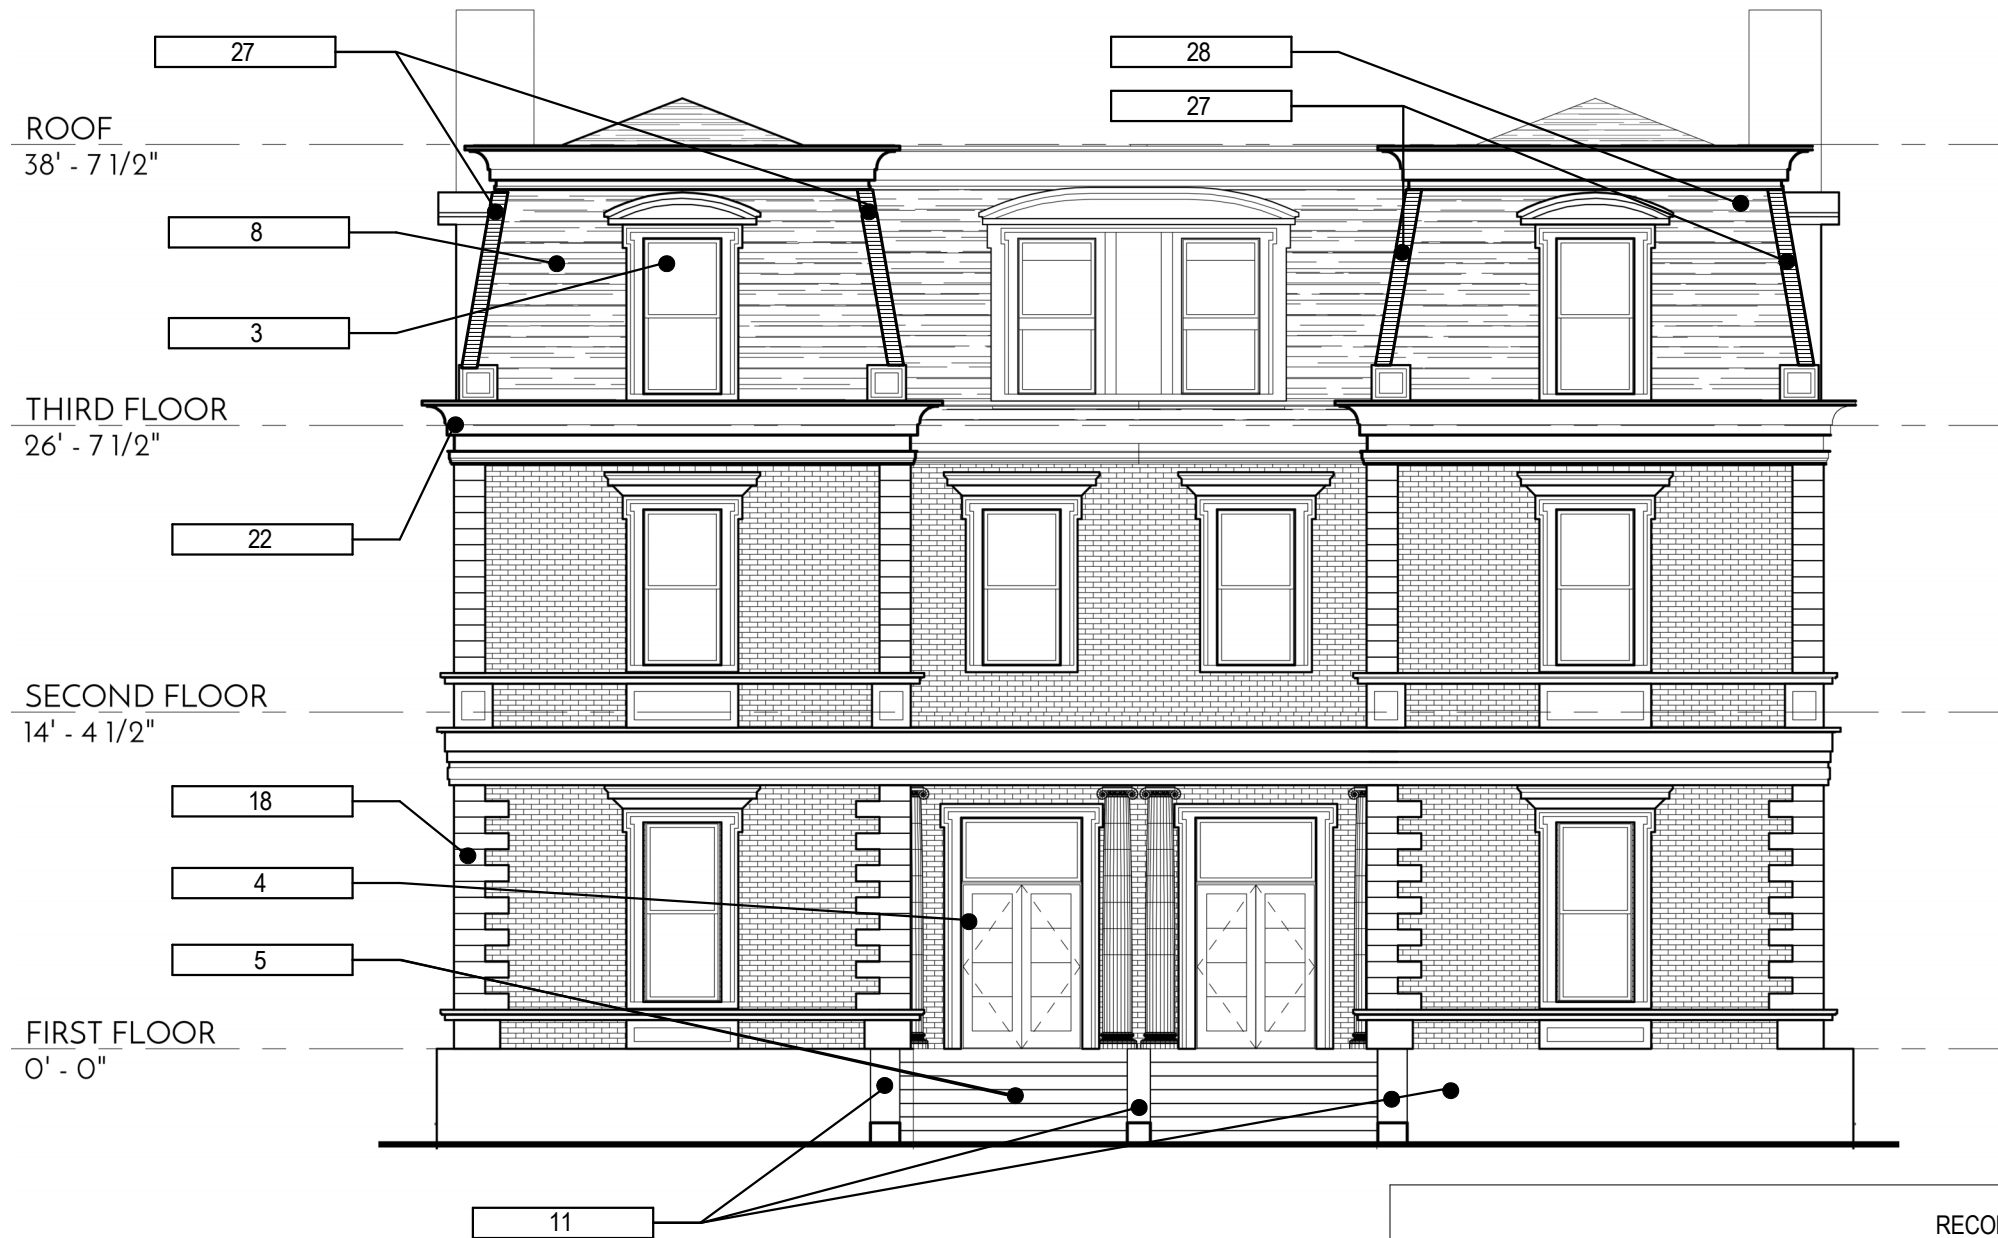 27
28
27
ROOF
38' - 7 1/2"
8
3
THIRD FLOOR
26' - 7 1/2"
22
SECOND FLOOR
14' - 4 1/2"
18
4
5
FIRST FLOOR
0' - 0"
11